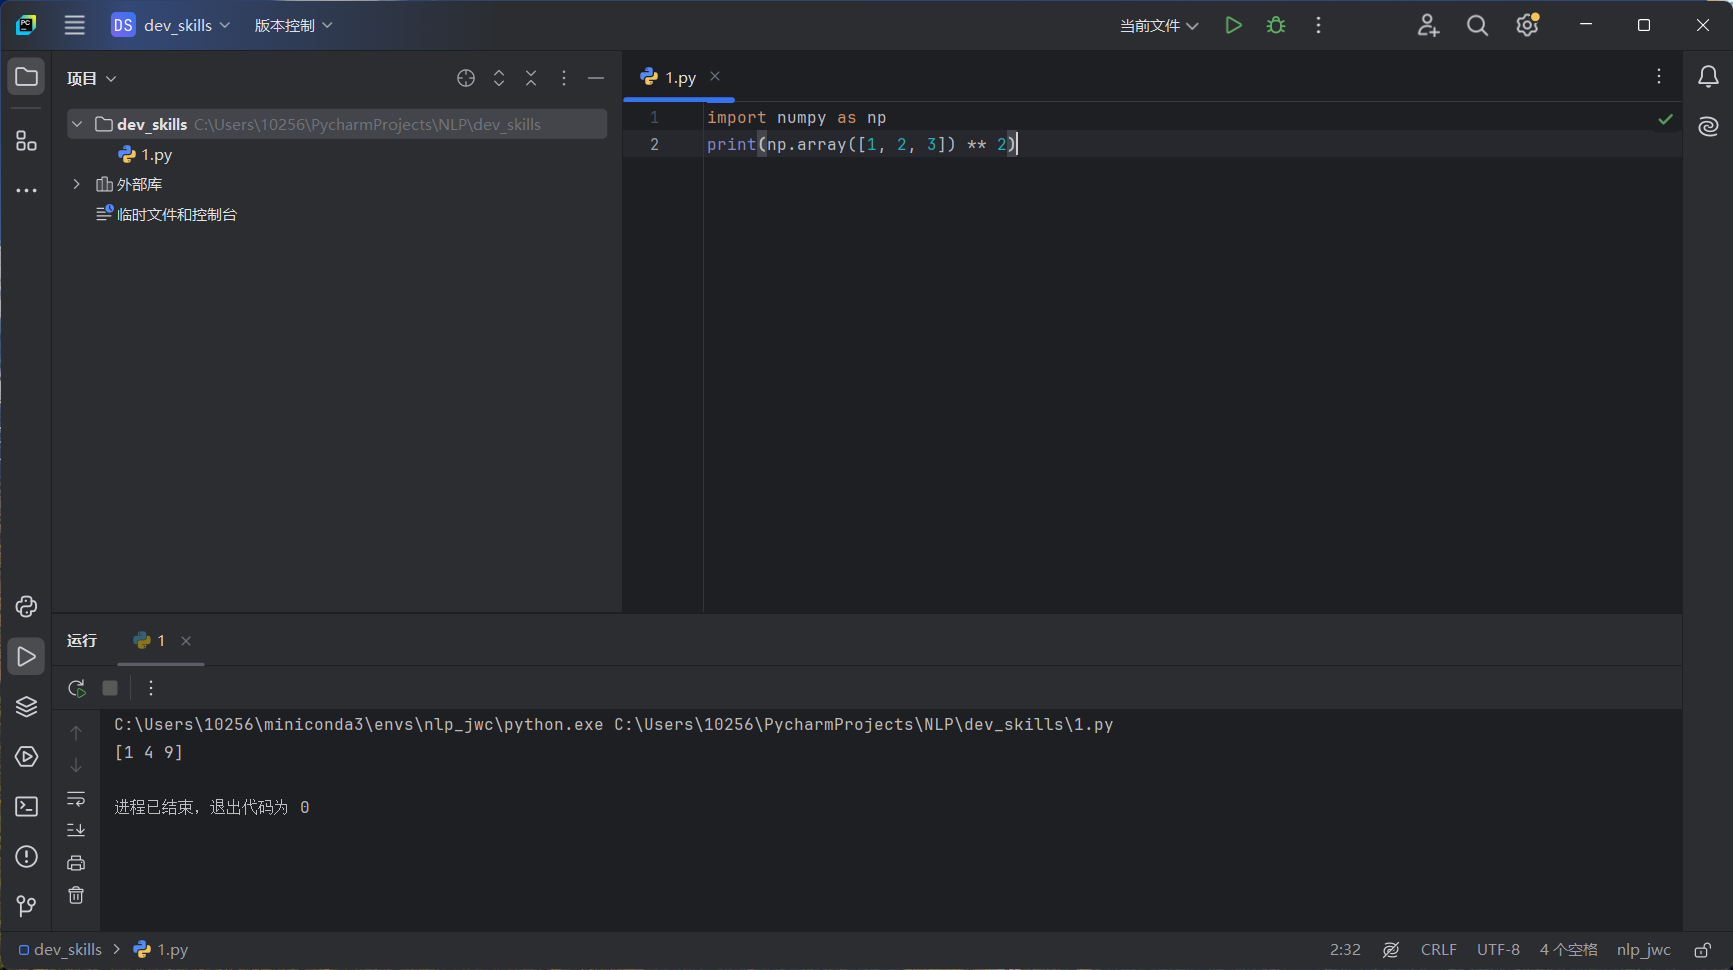 DS dev_skills 版本控制 当前文件
项目
dev_skills C:\Users\10256\PycharmProjects\NLP\dev_skills
1.py
外部库
临时文件和控制台
1.py
1 import numpy as np
2 print(np.array([1, 2, 3]) ** 2)
运行 1
C:\Users\10256\miniconda3\envs\nlp_jwc\python.exe C:\Users\10256\PycharmProjects\NLP\dev_skills\1.py
[1 4 9]
进程已结束，退出代码为 0
dev_skills 1.py 2:32 CRLF UTF-8 4 个空格 nlp_jwc